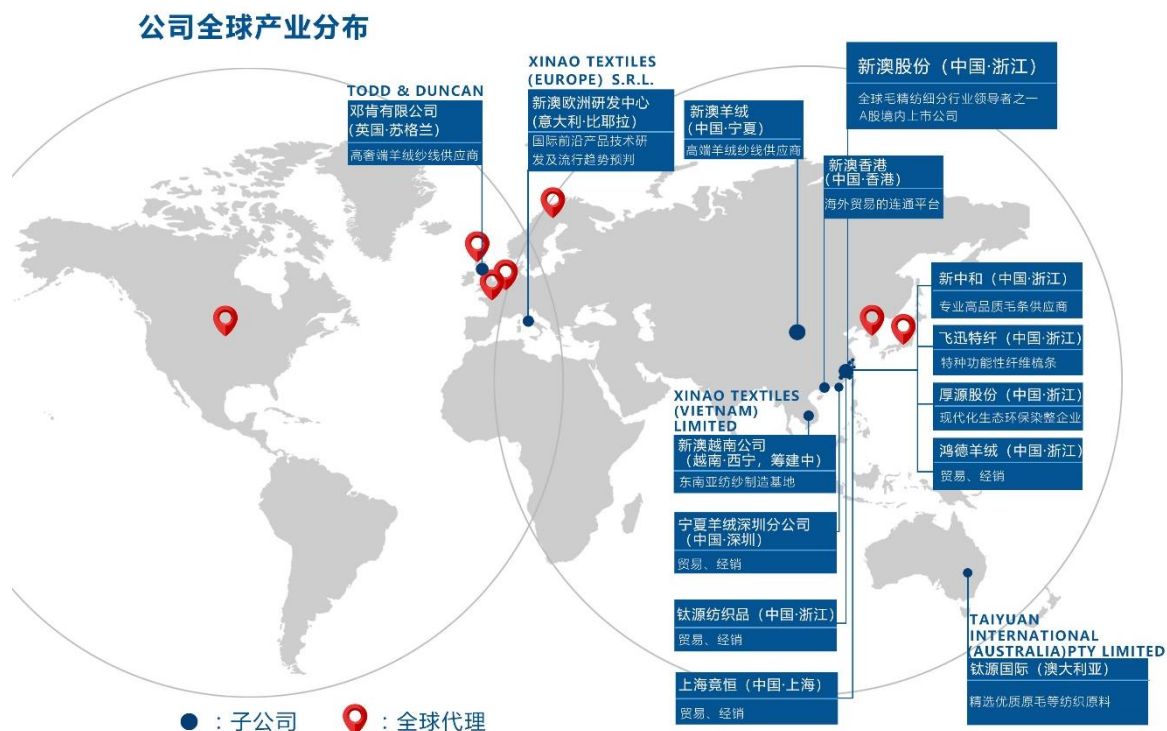 公司全球产业分布
TODD & DUNCAN
邓肯有限公司
(英国·苏格兰)
高奢端羊绒纱线供应商
XINAO TEXTILES
(EUROPE) S.R.L.
新澳欧洲研发中心
(意大利·比耶拉)
国际前沿产品技术研
发及流行趋势预判
新澳羊绒
(中国·宁夏)
高端羊绒纱线供应商
新澳股份（中国·浙江）
全球毛精纺细分行业领导者之一
A股境内上市公司
新澳香港
(中国·香港)
海外贸易的连通平台
新中和（中国·浙江）
专业高品质毛条供应商
飞迅特纤（中国·浙江）
特种功能性纤维梳条
厚源股份（中国·浙江）
现代化生态环保染整企业
鸿德羊绒（中国·浙江）
贸易、经销
XINAO TEXTILES
(VIETNAM)
LIMITED
新澳越南公司
（越南·西宁，筹建中）
东南亚纺纱制造基地
宁夏羊绒深圳分公司
（中国·深圳）
贸易、经销
钛源纺织品（中国·浙江）
贸易、经销
上海竟恒（中国·上海）
贸易、经销
TAIYUAN
INTERNATIONAL
(AUSTRALIA)PTY LIMITED
钛源国际（澳大利亚）
精选优质原毛等纺织原料
：子公司
：全球代理